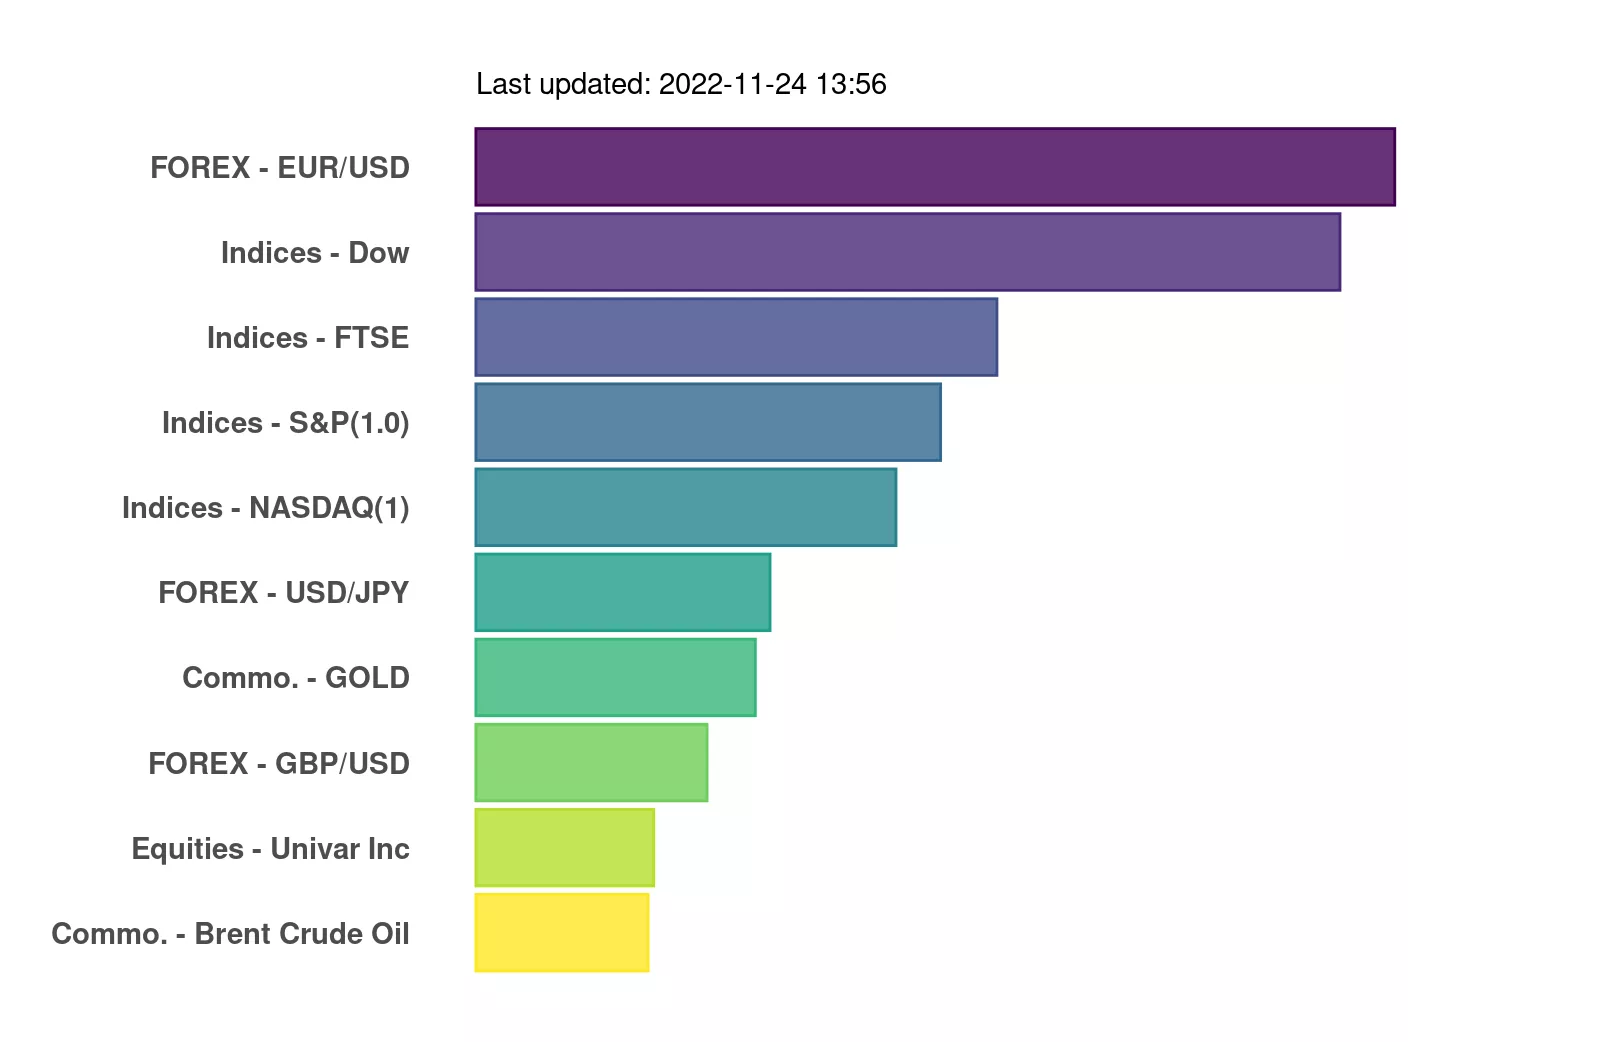 Last updated: 2022-11-24 13:56
FOREX - EUR/USD
Indices - Dow
Indices - FTSE
Indices - S&P(1.0)
Indices - NASDAQ(1)
FOREX - USD/JPY
Commo. - GOLD
FOREX - GBP/USD
Equities - Univar Inc
Commo. - Brent Crude Oil